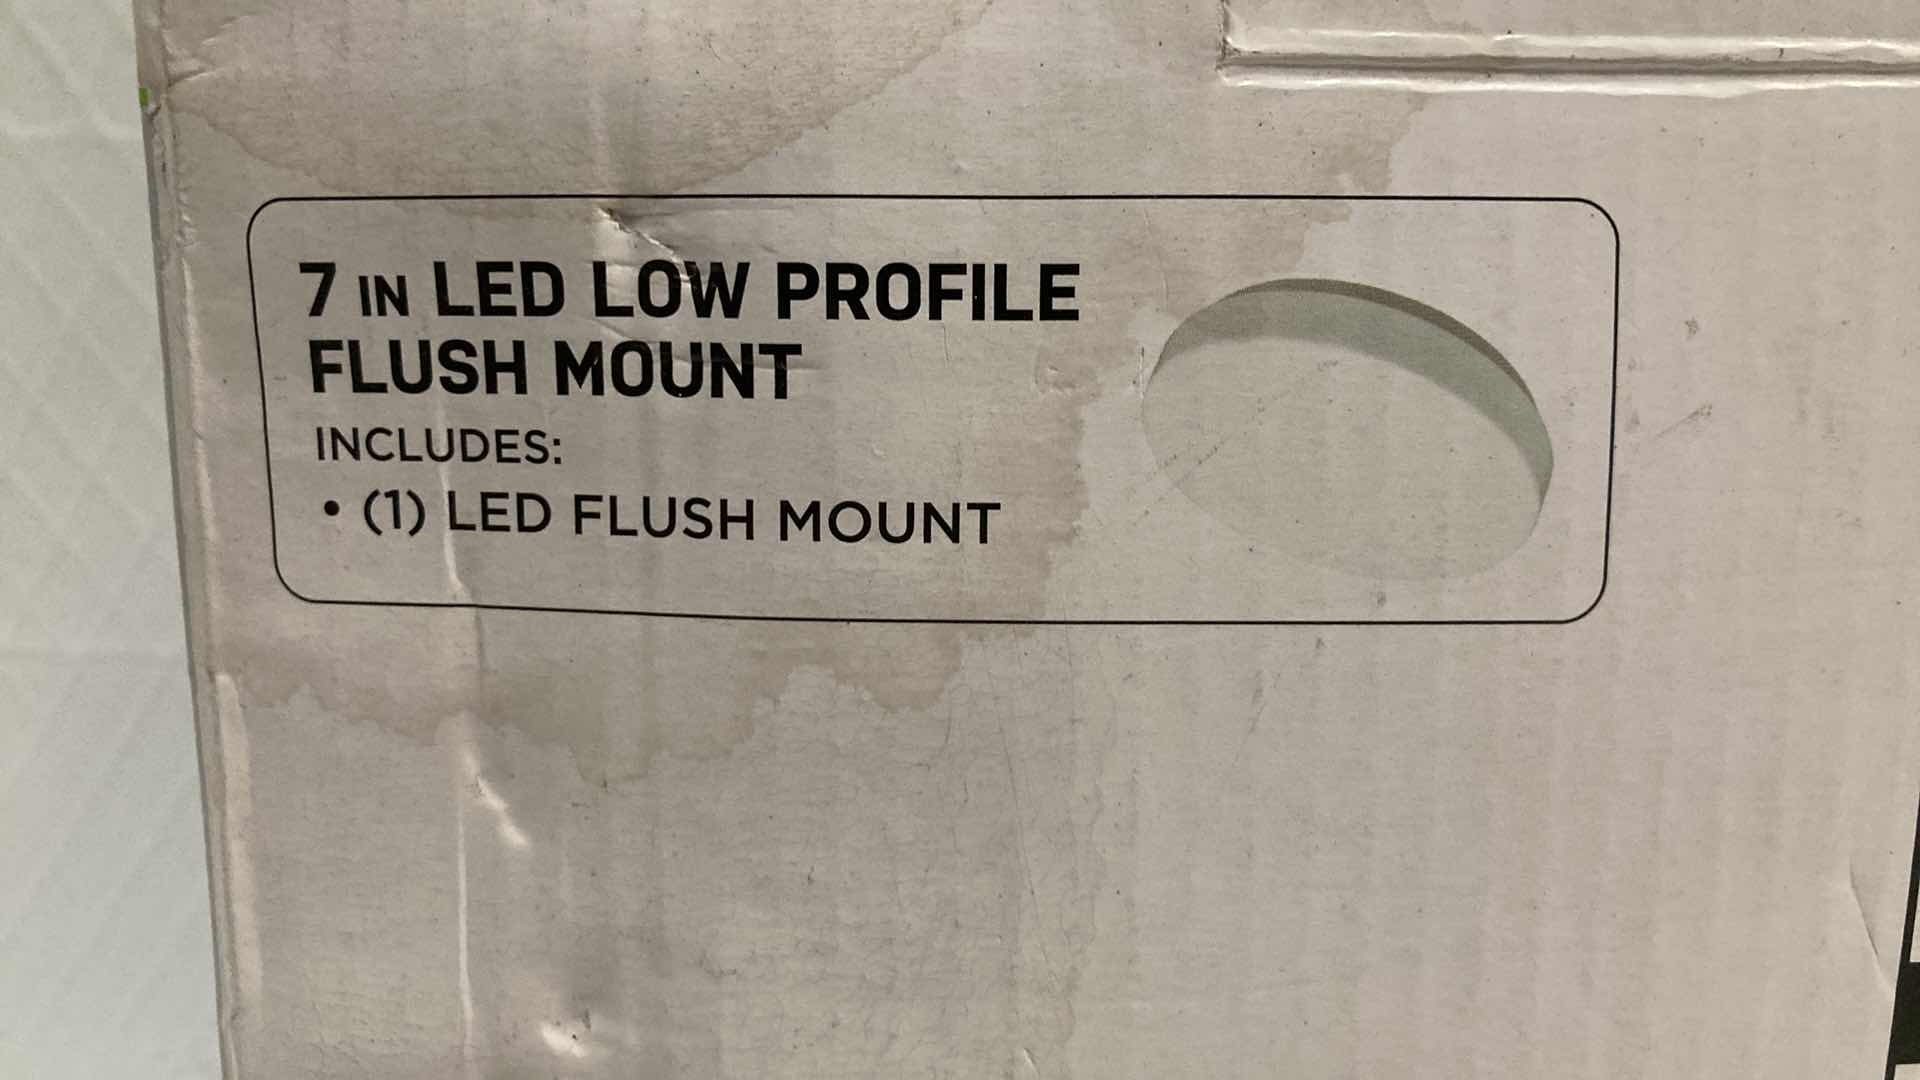 7 IN LED LOW PROFILE
FLUSH MOUNT
INCLUDES:
• (1) LED FLUSH MOUNT